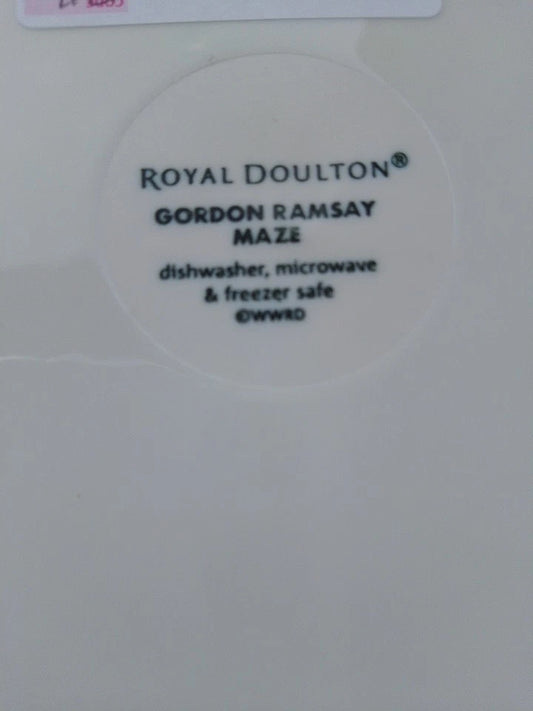 ROYAL DOULTON®
GORDON RAMSAY
MAZE
dishwasher, microwave
& freezer safe
©WWRD